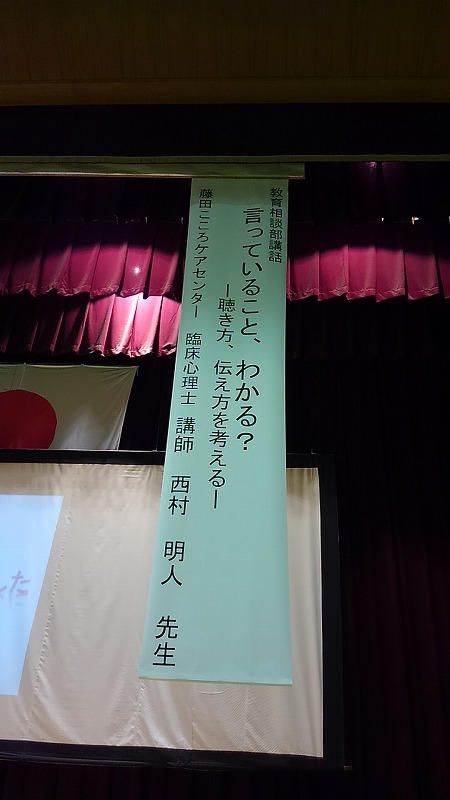 教育相談部講話
言っていること、わかる？
ー聴き方、伝え方を考えるー
藤田こころケアセンター 臨床心理士 講師 西村 明人 先生
た